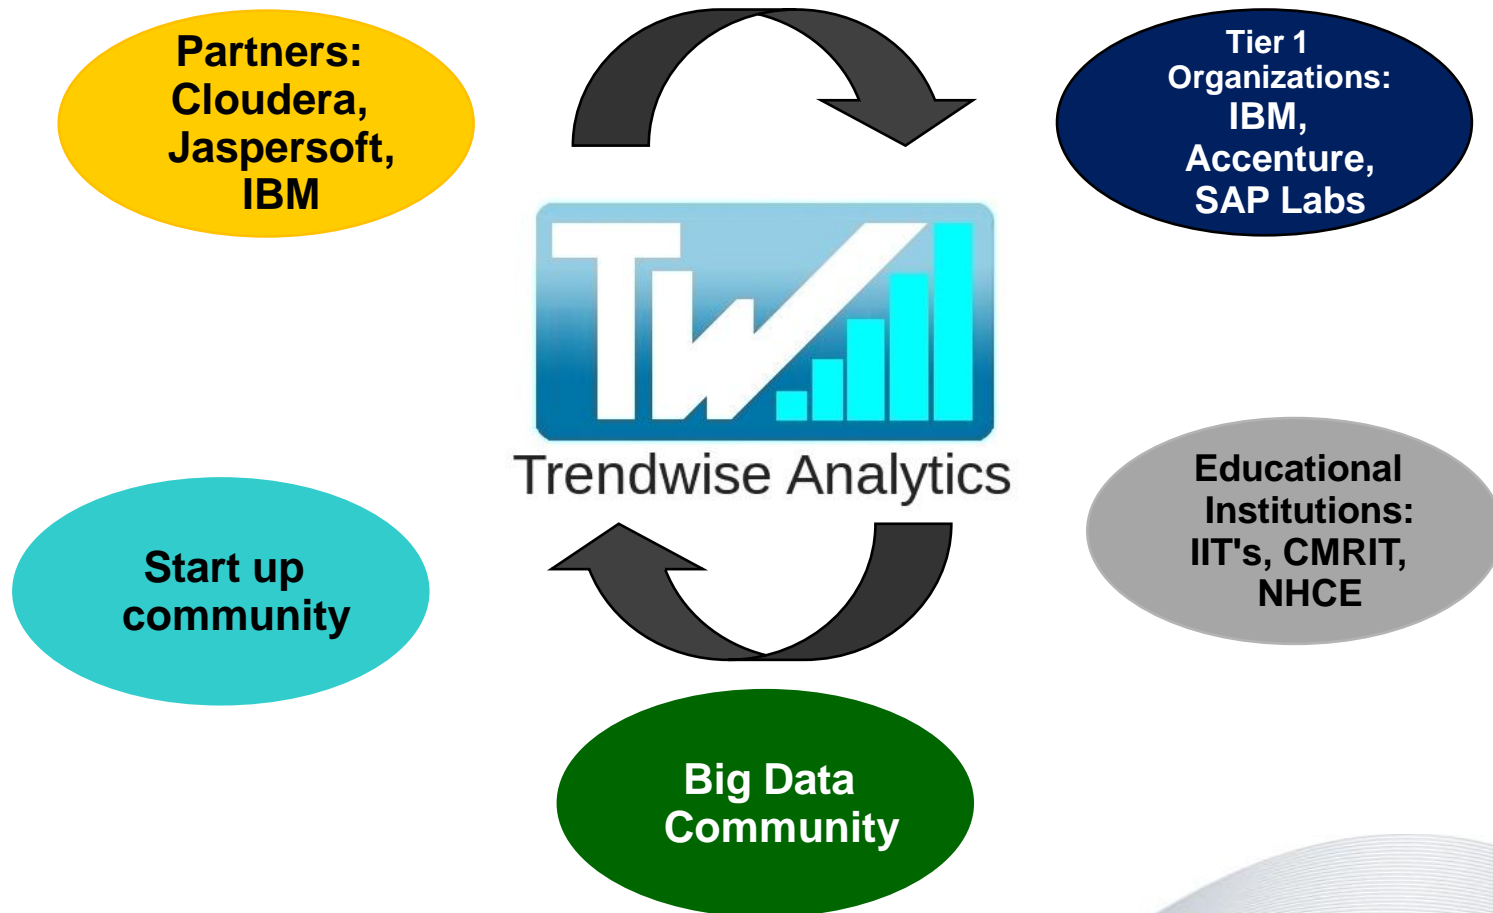 Partners:
Cloudera,
Jaspersoft,
IBM
Tier 1
Organizations:
IBM,
Accenture,
SAP Labs
TW
Trendwise Analytics
Start up
community
Educational
Institutions:
IIT's, CMRIT,
NHCE
Big Data
Community